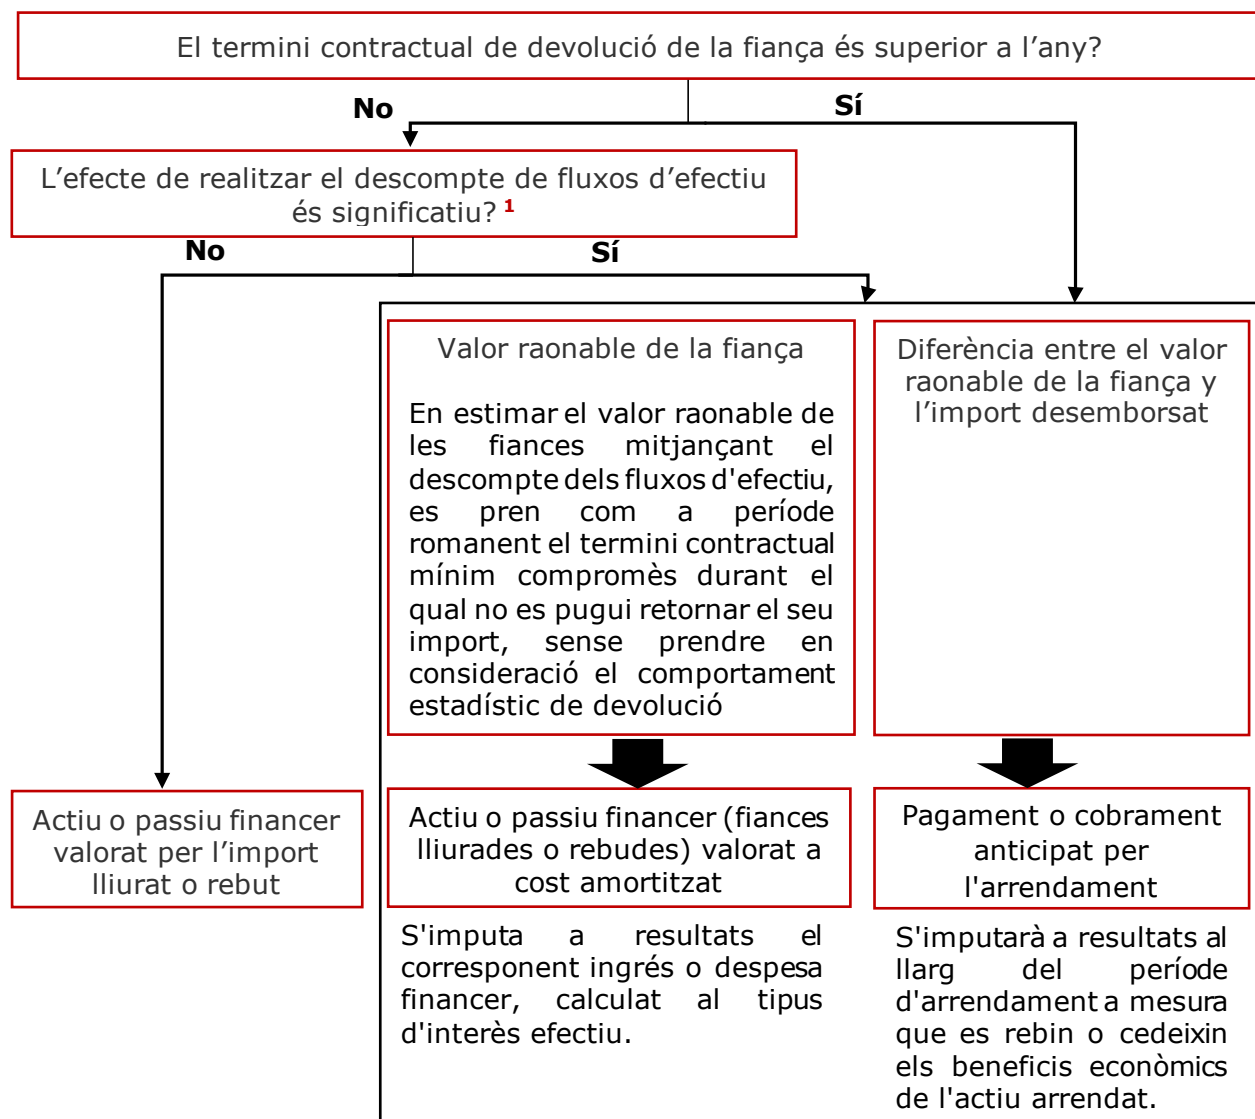 El termini contractual de devolució de la fiança és superior a l’any?
No
Sí
L’efecte de realitzar el descompte de fluxos d’efectiu
és significatiu? 1
No
Sí
Valor raonable de la fiança
En estimar el valor raonable de
les fiances mitjançant el
descompte dels fluxos d'efectiu,
es pren com a període
romanent el termini contractual
mínim compromès durant el
qual no es pugui retornar el seu
import, sense prendre en
consideració el comportament
estadístic de devolució
Diferència entre el valor
raonable de la fiança y
l’import desemborsat
Actiu o passiu financer
valorat per l’import
lliurat o rebut
Actiu o passiu financer (fiances
lliurades o rebudes) valorat a
cost amortitzat
Pagament o cobrament
anticipat per
l'arrendament
S'imputa a resultats el
corresponent ingrés o despesa
financer, calculat al tipus
d'interès efectiu.
S'imputarà a resultats al
llarg del període
d'arrendament a mesura
que es rebin o cedeixin
els beneficis econòmics
de l'actiu arrendat.